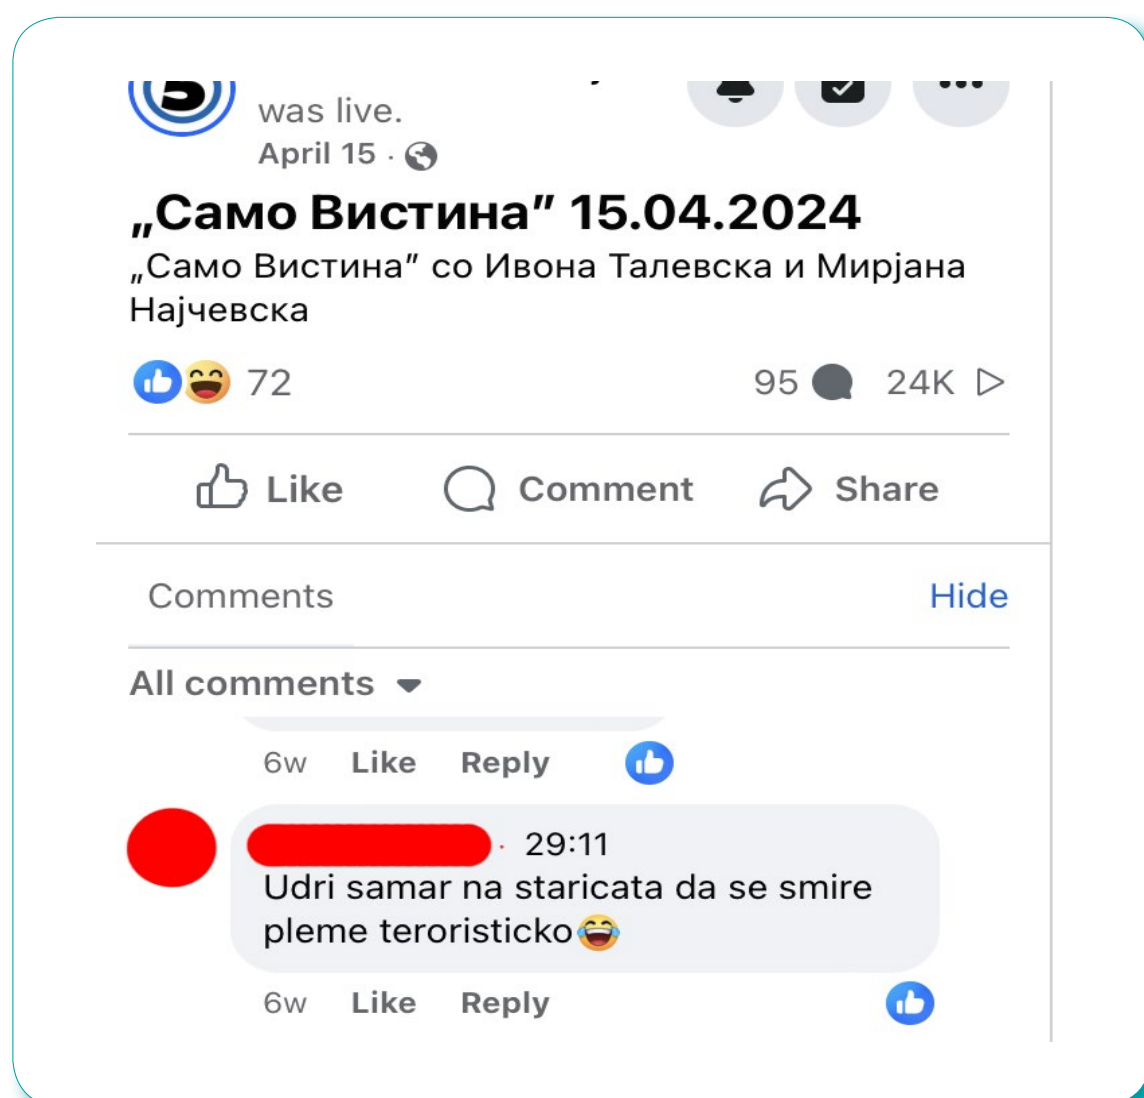 5
was live.
April 15 ·
„Само Вистина” 15.04.2024
„Само Вистина” со Ивона Талевска и Мирјана
Најчевска
72 95 24K
Like Comment Share
Comments Hide
All comments
6w Like Reply
· 29:11
Udri samar na staricata da se smire
pleme teroristicko😂
6w Like Reply